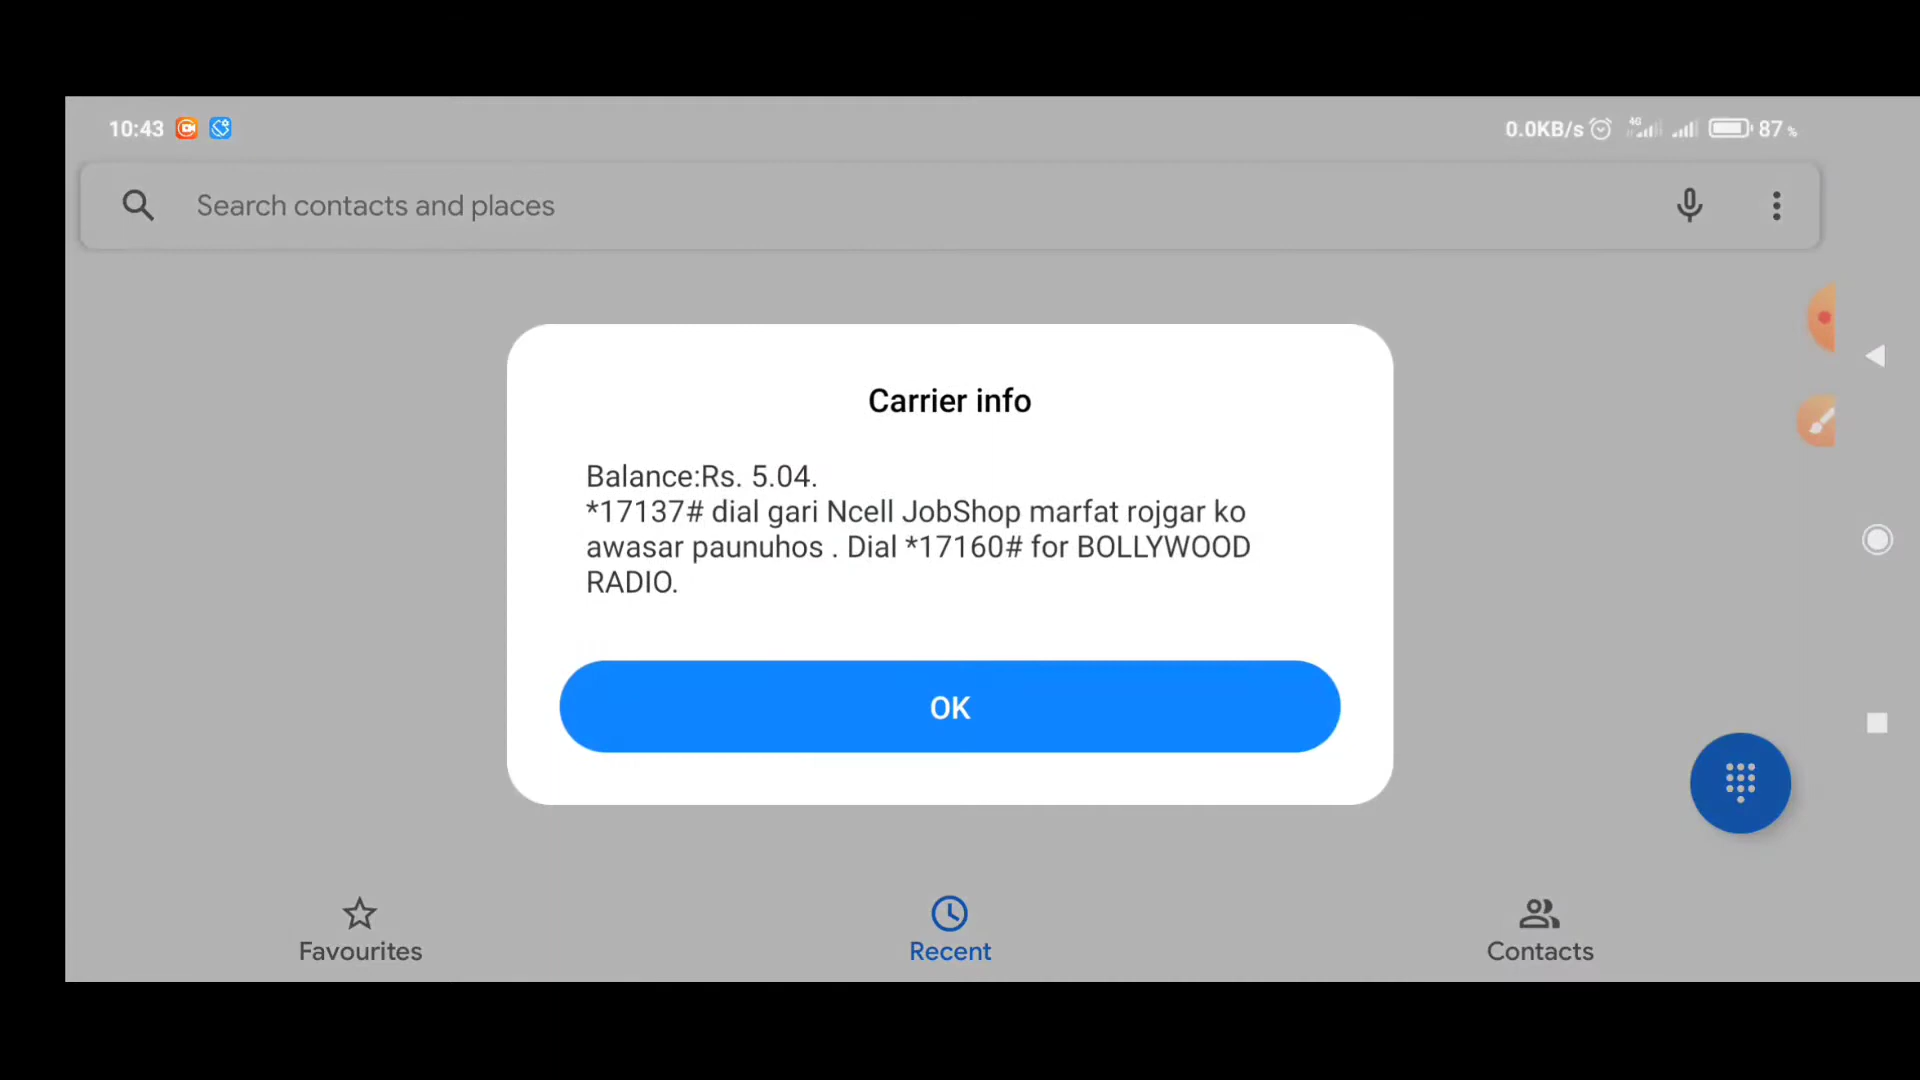 10:43
0.0KB/s 4G 87 %
Search contacts and places
Carrier info
Balance:Rs. 5.04.
*17137# dial gari Ncell JobShop marfat rojgar ko
awasar paunuhos . Dial *17160# for BOLLYWOOD
RADIO.
OK
Favourites
Recent
Contacts